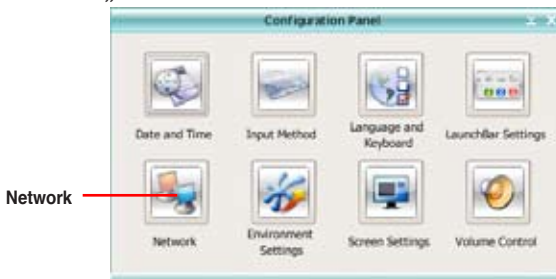 ”
Configuration Panel
Date and Time
Input Method
Language and
Keyboard
LaunchBar Settings
Network
Network
Environment
Settings
Screen Settings
Volume Control